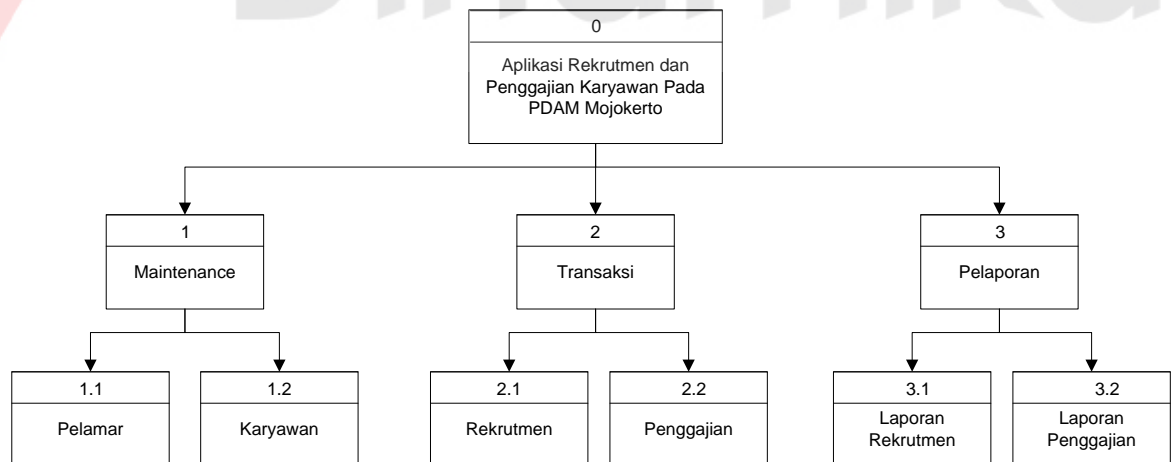 Dinamika
0
Aplikasi Rekrutmen dan
Penggajian Karyawan Pada
PDAM Mojokerto
1
2
3
Maintenance
Transaksi
Pelaporan
1.1
1.2
2.1
2.2
3.1
3.2
Pelamar
Karyawan
Rekrutmen
Penggajian
Laporan
Rekrutmen
Laporan
Penggajian